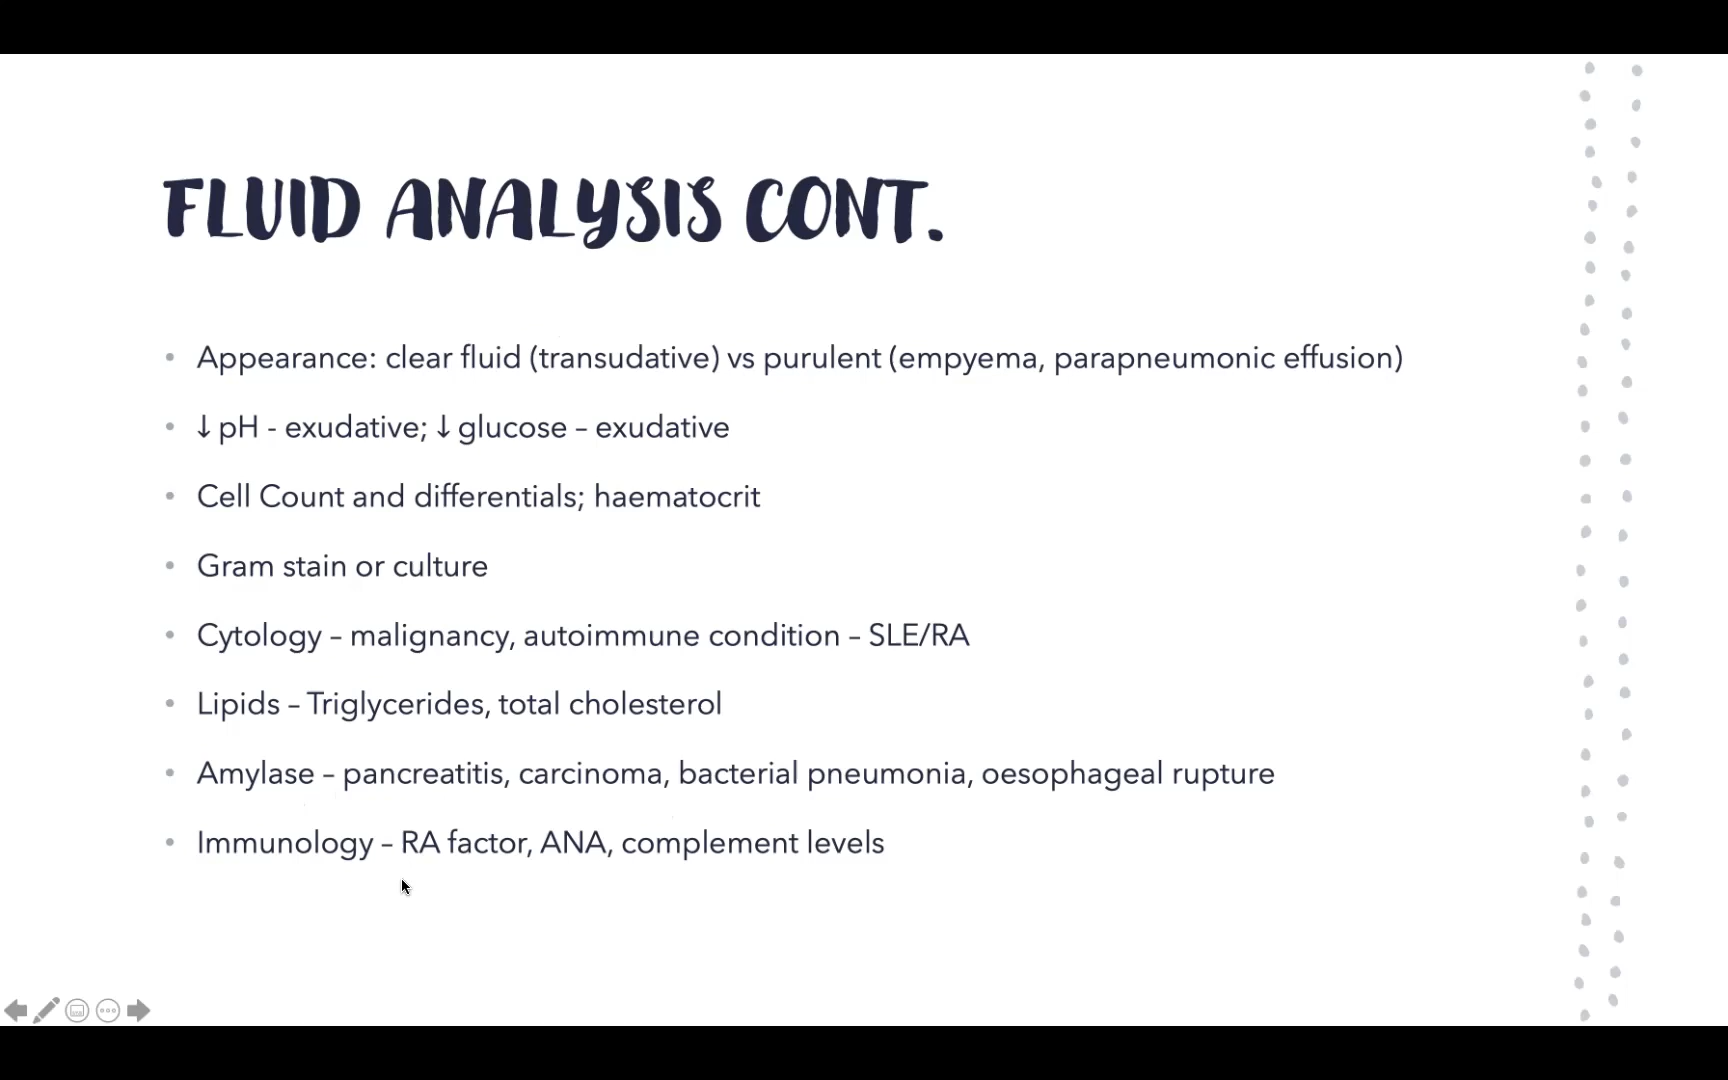 FLUID ANALYSIS CONT.
• Appearance: clear fluid (transudative) vs purulent (empyema, parapneumonic effusion)
• ↓ pH - exudative; ↓ glucose – exudative
• Cell Count and differentials; haematocrit
• Gram stain or culture
• Cytology – malignancy, autoimmune condition – SLE/RA
• Lipids – Triglycerides, total cholesterol
• Amylase – pancreatitis, carcinoma, bacterial pneumonia, oesophageal rupture
• Immunology – RA factor, ANA, complement levels